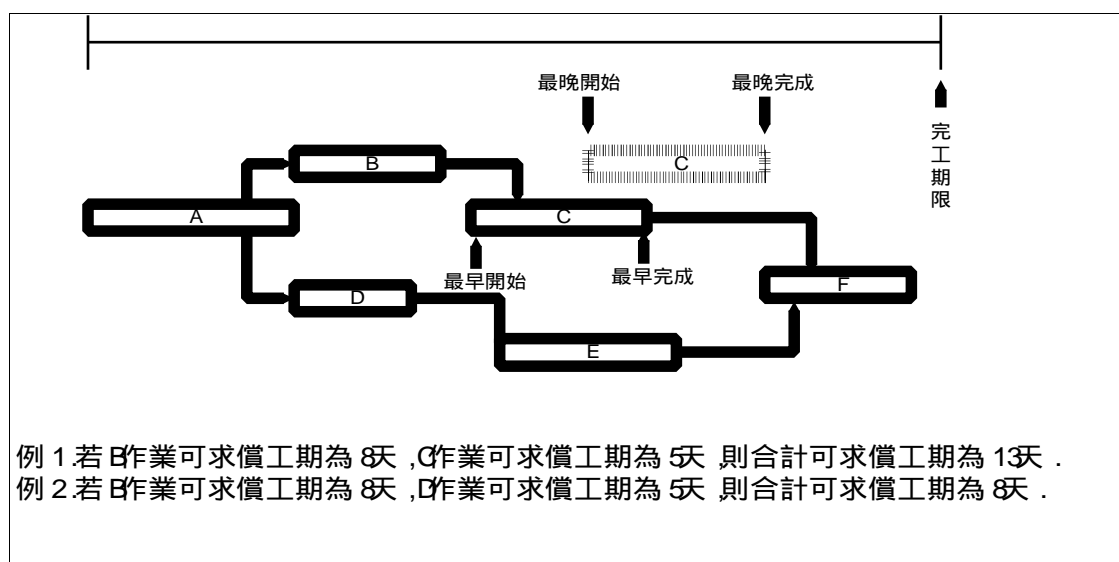 最晚開始
最晚完成
完工期限
B
C
A
C
最早開始
最早完成
F
D
E
例 1.若B作業可求償工期為 8天 ,C作業可求償工期為 5天 ,則合計可求償工期為 13天 .
例 2.若B作業可求償工期為 8天 ,D作業可求償工期為 5天 ,則合計可求償工期為 8天 .